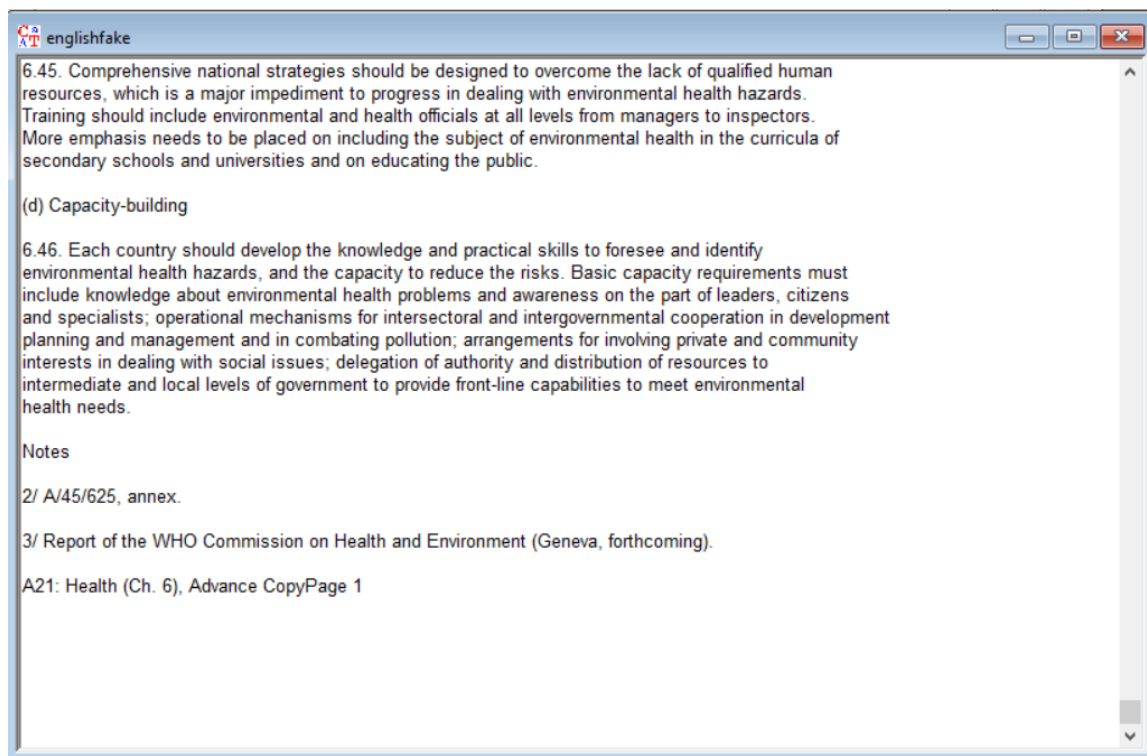 CaAT englishfake
6.45. Comprehensive national strategies should be designed to overcome the lack of qualified human
resources, which is a major impediment to progress in dealing with environmental health hazards.
Training should include environmental and health officials at all levels from managers to inspectors.
More emphasis needs to be placed on including the subject of environmental health in the curricula of
secondary schools and universities and on educating the public.
(d) Capacity-building
6.46. Each country should develop the knowledge and practical skills to foresee and identify
environmental health hazards, and the capacity to reduce the risks. Basic capacity requirements must
include knowledge about environmental health problems and awareness on the part of leaders, citizens
and specialists; operational mechanisms for intersectoral and intergovernmental cooperation in development
planning and management and in combating pollution; arrangements for involving private and community
interests in dealing with social issues; delegation of authority and distribution of resources to
intermediate and local levels of government to provide front-line capabilities to meet environmental
health needs.
Notes
2/ A/45/625, annex.
3/ Report of the WHO Commission on Health and Environment (Geneva, forthcoming).
A21: Health (Ch. 6), Advance CopyPage 1